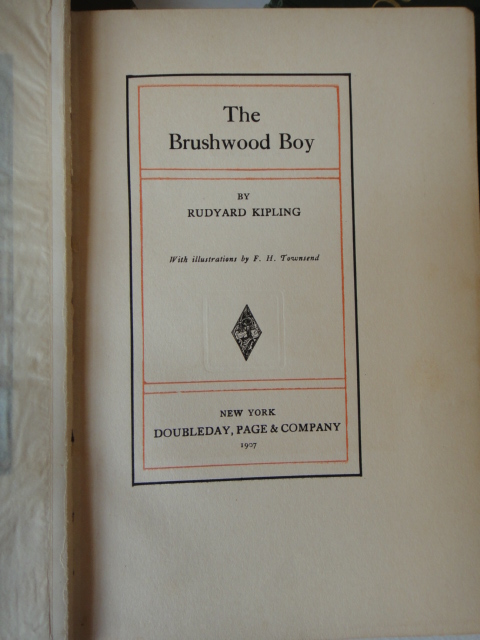 The
Brushwood Boy
BY
RUDYARD KIPLING
With illustrations by F. H. Townsend
NEW YORK
DOUBLEDAY, PAGE & COMPANY
1907